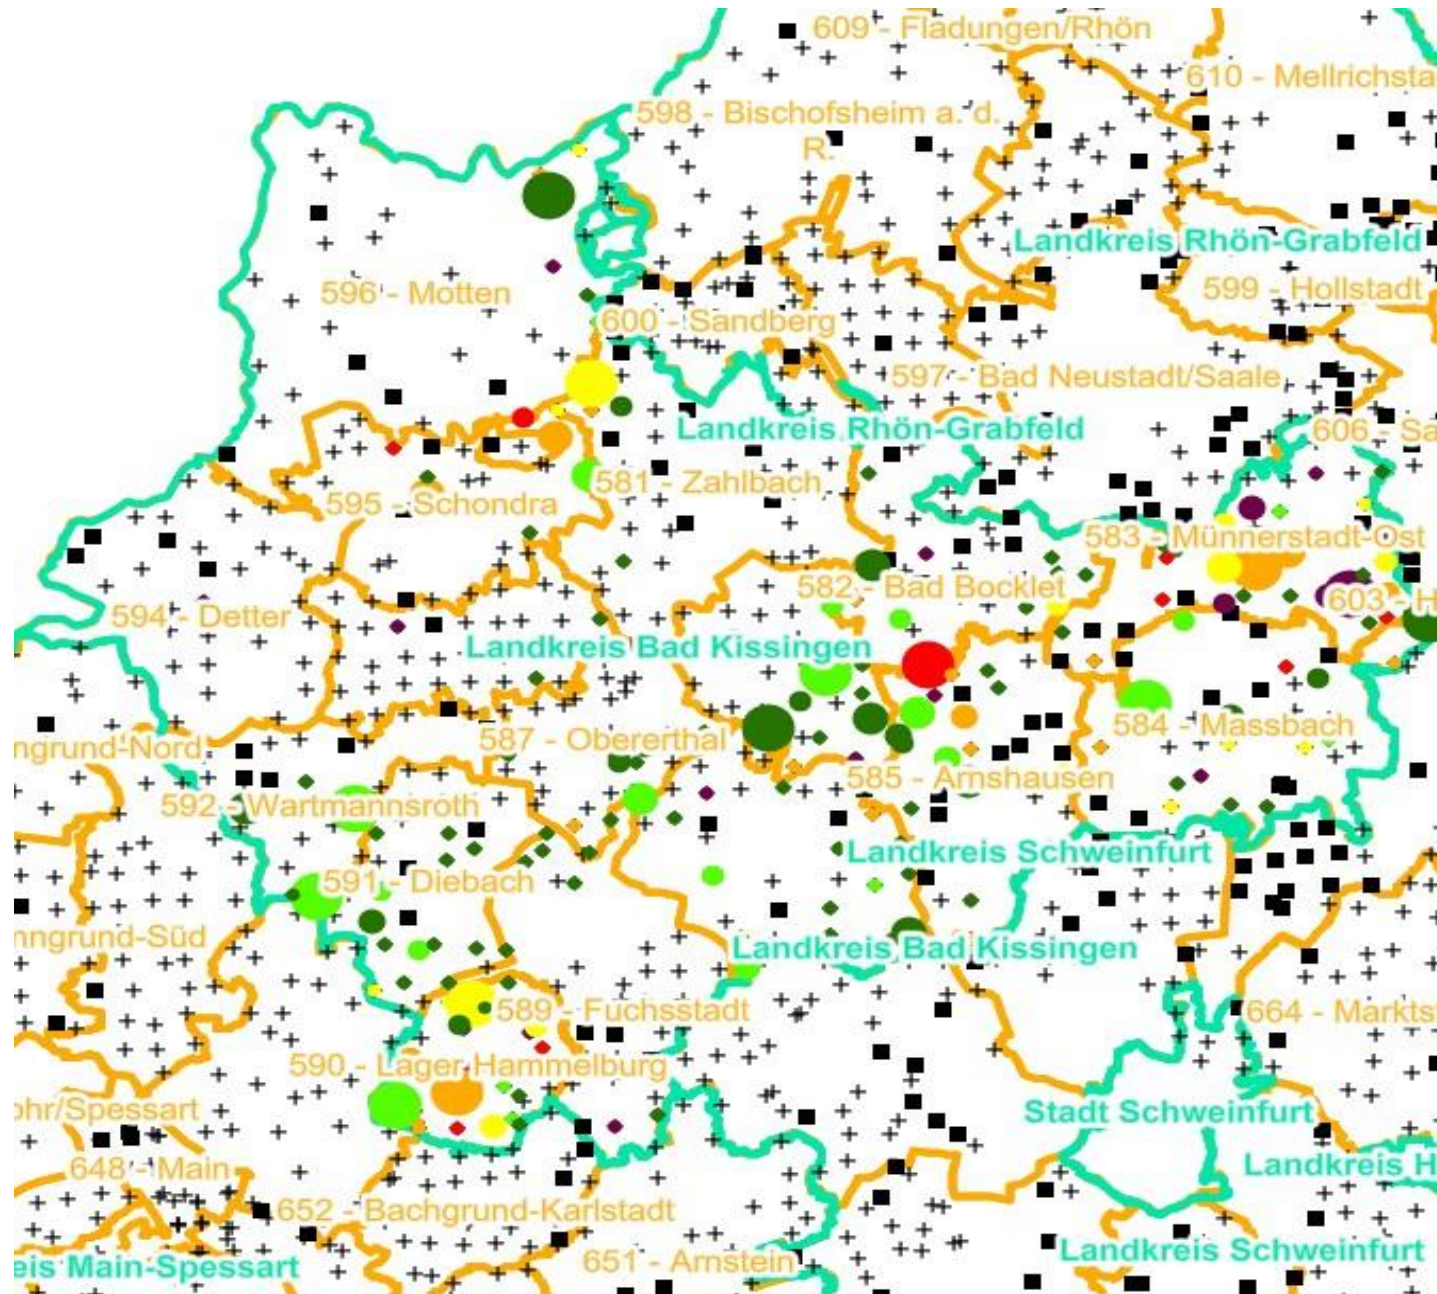 609 - Fladungen/Rhön
610 - Mellrichsta
598 - Bischofsheim a. d.
R.
Landkreis Rhön-Grabfeld
596 - Motten
599 - Hollstadt
600 - Sandberg
597 - Bad Neustadt/Saale
Landkreis Rhön-Grabfeld
606 - Sa
581 - Zahlbach
595 - Schondra
583 - Münnerstadt-Ost
582 - Bad Bocklet
603 - H
594 - Detter
Landkreis Bad Kissingen
584 - Massbach
587 - Obererthal
ngrund-Nord
585 - Arnshausen
592 - Wartmannsroth
Landkreis Schweinfurt
591 - Diebach
nngrund-Süd
Landkreis Bad Kissingen
589 - Fuchsstadt
664 - Markts
590 - Lager Hammelburg
ohr/Spessart
Stadt Schweinfurt
648 - Main
Landkreis H
652 - Bachgrund-Karlstadt
Landkreis Schweinfurt
651 - Arnstein
eis Main-Spessart